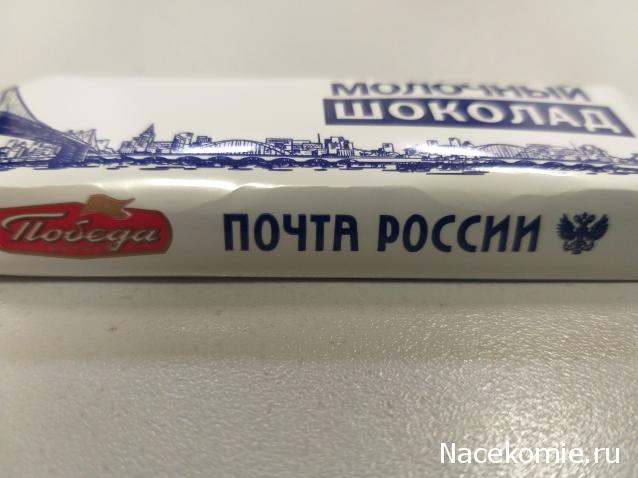 МОЛОЧНЫЙ
ШОКОЛАД
Победа
ПОЧТА РОССИИ
Nacekomie.ru